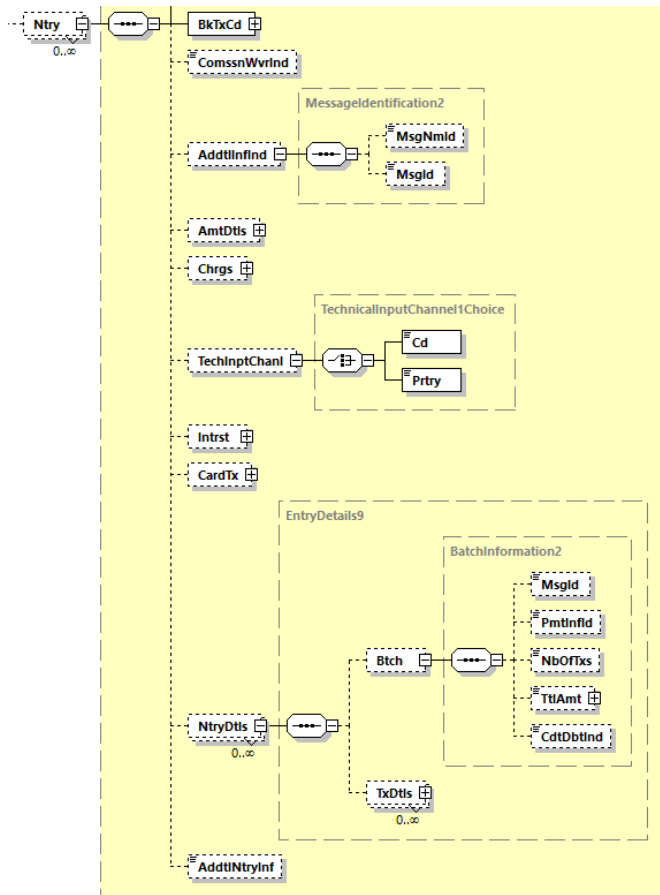 Ntry
0..∞
BkTxCd
ComssnWvrInd
MessageIdentification2
AddtlInfInd
MsgNmId
MsgId
AmtDtls
Chrgs
TechnicalInputChannel1Choice
TechInptChanl
Cd
Prtry
Intrst
CardTx
EntryDetails9
BatchInformation2
MsgId
PmtInfId
Btch
NbOfTxs
TtlAmt
CdtDbtInd
NtryDtls
0..∞
TxDtls
0..∞
AddtlNtryInf